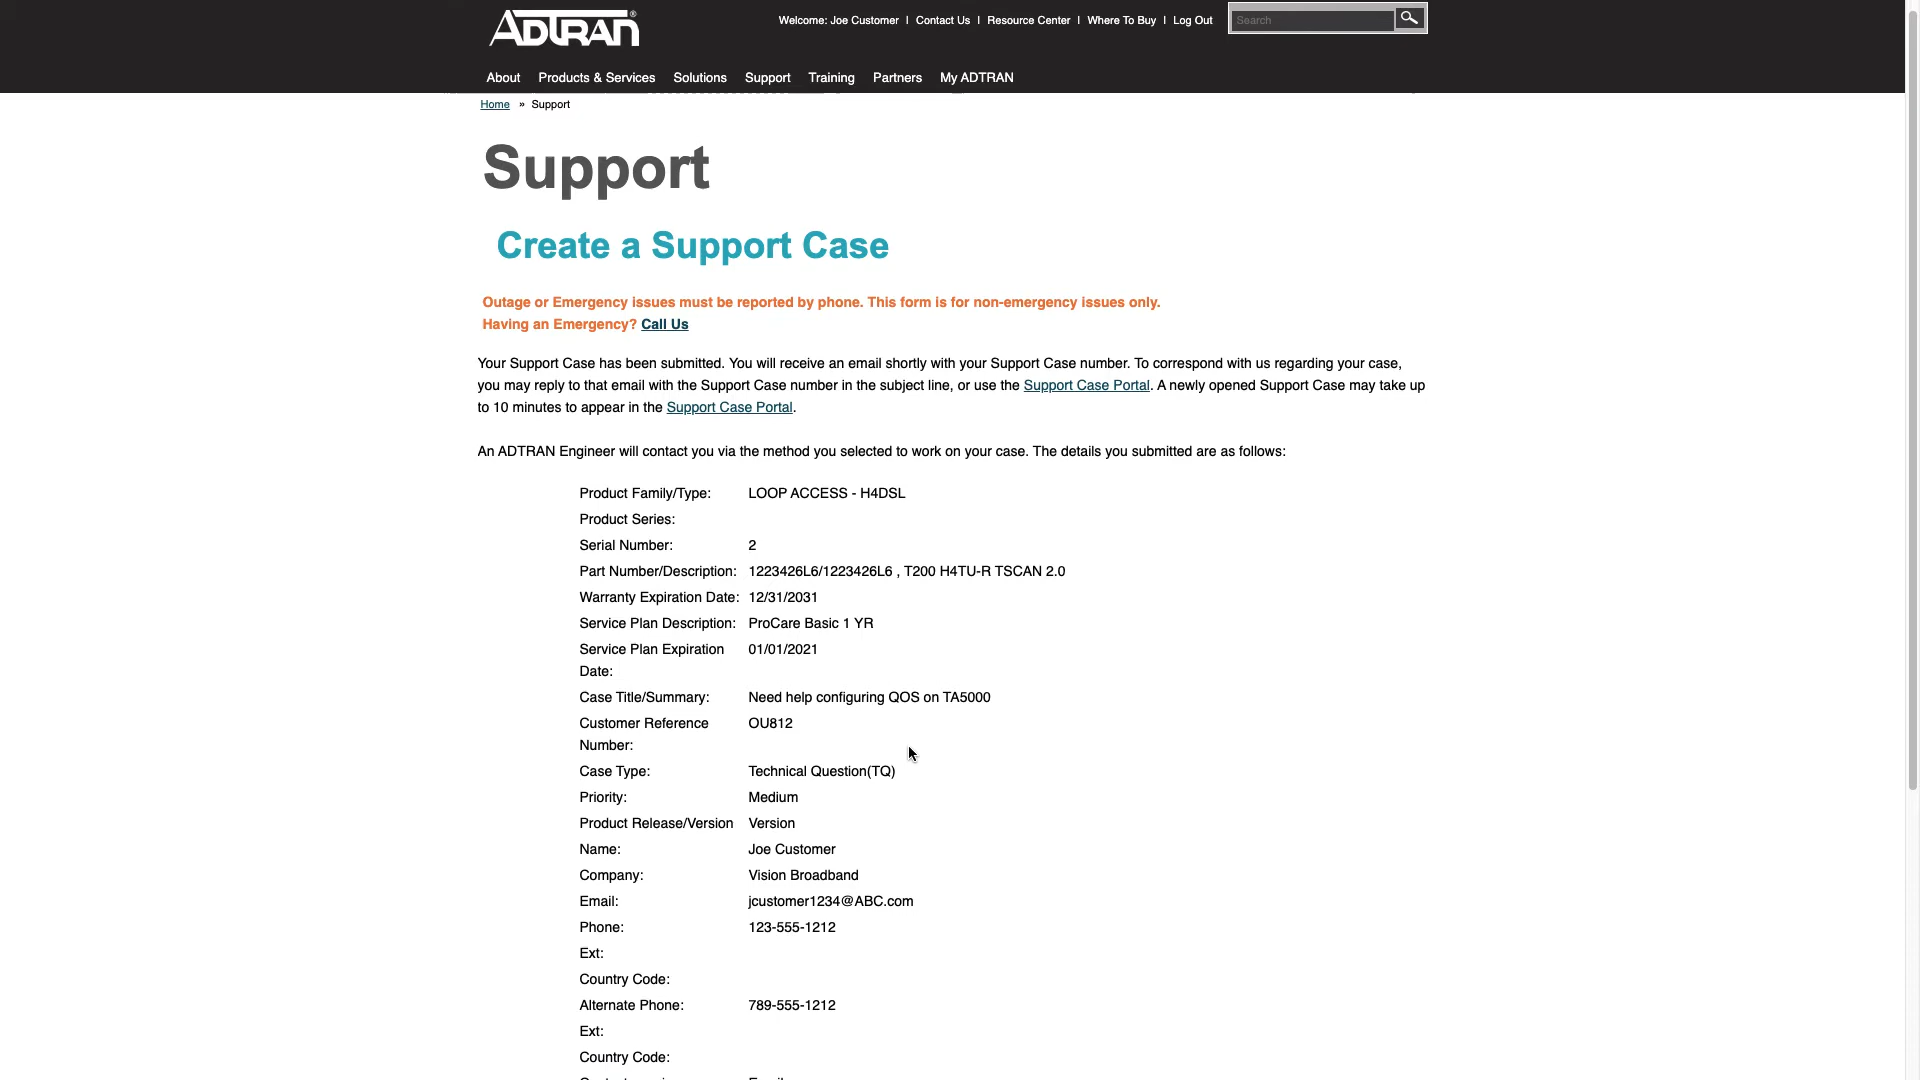 ADTRAN®
Welcome: Joe Customer | Contact Us | Resource Center | Where To Buy | Log Out
Search
About Products & Services Solutions Support Training Partners My ADTRAN
Home » Support
Support
Create a Support Case
Outage or Emergency issues must be reported by phone. This form is for non-emergency issues only.
Having an Emergency? Call Us
Your Support Case has been submitted. You will receive an email shortly with your Support Case number. To correspond with us regarding your case,
you may reply to that email with the Support Case number in the subject line, or use the Support Case Portal. A newly opened Support Case may take up
to 10 minutes to appear in the Support Case Portal.
An ADTRAN Engineer will contact you via the method you selected to work on your case. The details you submitted are as follows:
Product Family/Type: LOOP ACCESS - H4DSL
Product Series:
Serial Number: 2
Part Number/Description: 1223426L6/1223426L6 , T200 H4TU-R TSCAN 2.0
Warranty Expiration Date: 12/31/2031
Service Plan Description: ProCare Basic 1 YR
Service Plan Expiration 01/01/2021
Date:
Case Title/Summary: Need help configuring QOS on TA5000
Customer Reference OU812
Number:
Case Type: Technical Question(TQ)
Priority: Medium
Product Release/Version Version
Name: Joe Customer
Company: Vision Broadband
Email: jcustomer1234@ABC.com
Phone: 123-555-1212
Ext:
Country Code:
Alternate Phone: 789-555-1212
Ext:
Country Code: